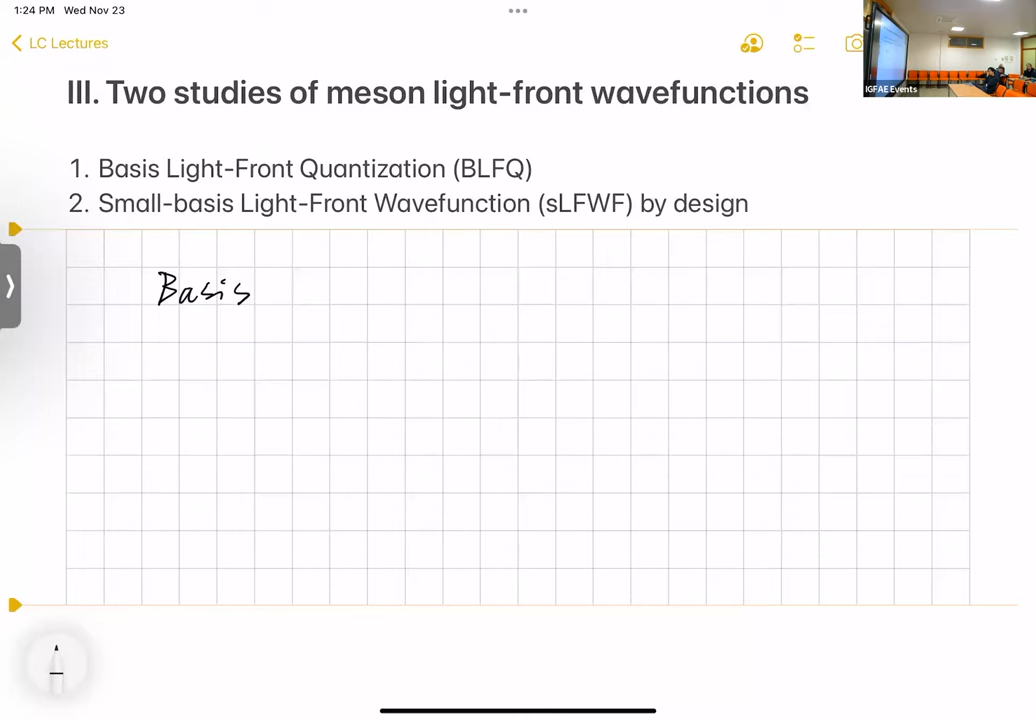 1:24 PM Wed Nov 23
LC Lectures
IGFAE Events
III. Two studies of meson light-front wavefunctions
1. Basis Light-Front Quantization (BLFQ)
2. Small-basis Light-Front Wavefunction (sLFWF) by design
Basis